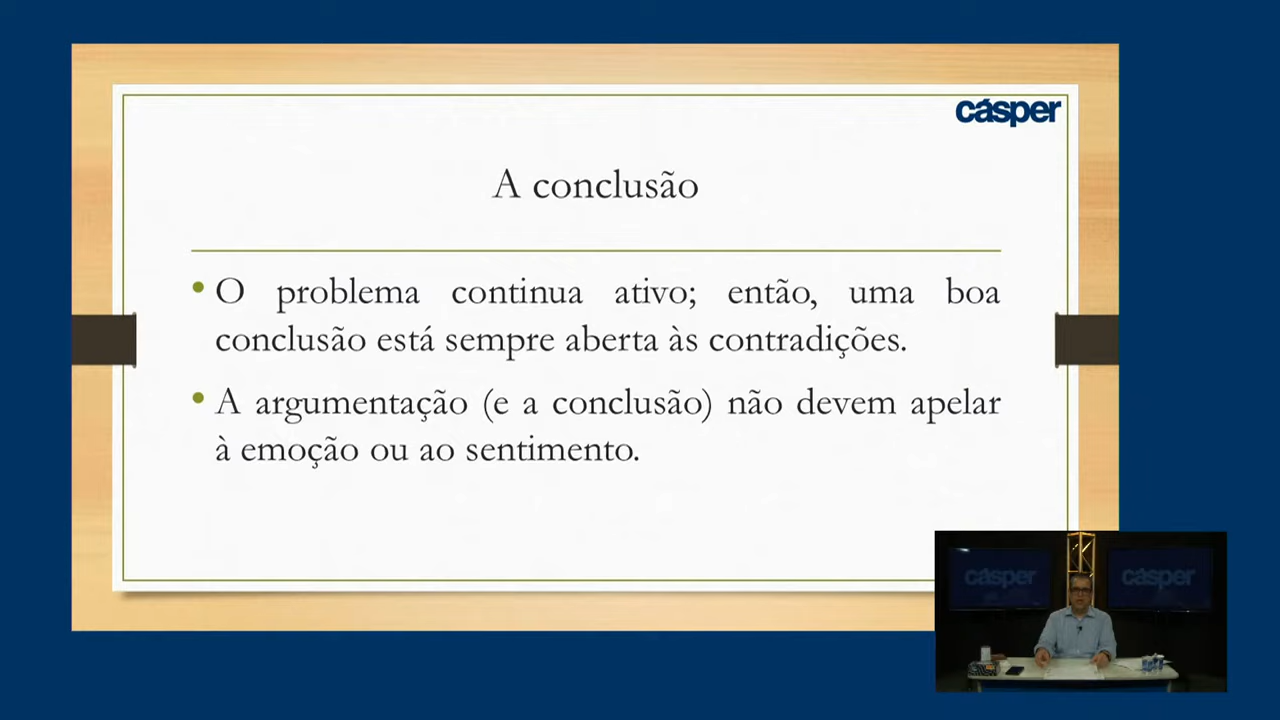 cásper
A conclusão
• O problema continua ativo; então, uma boa
conclusão está sempre aberta às contradições.
• A argumentação (e a conclusão) não devem apelar
à emoção ou ao sentimento.
cásper
cásper